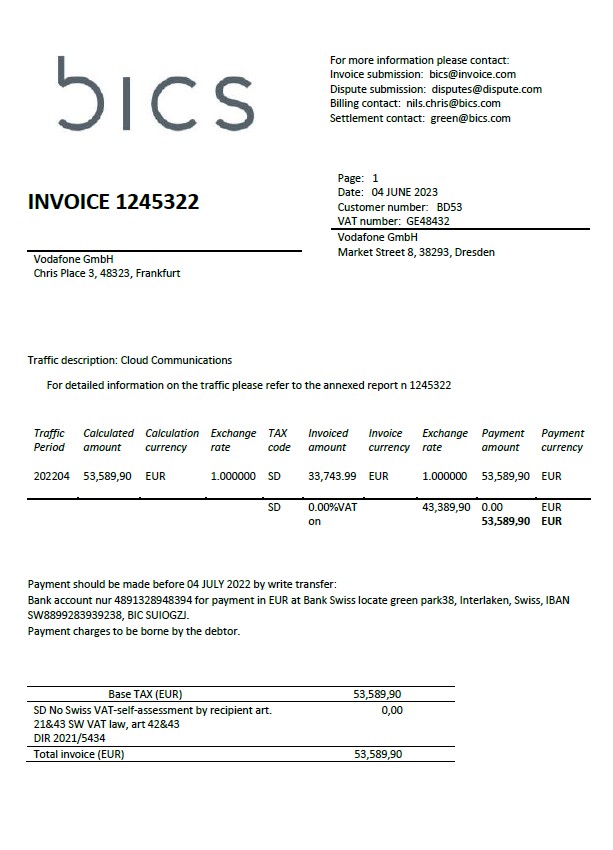 bics
For more information please contact:
Invoice submission: bics@invoice.com
Dispute submission: disputes@dispute.com
Billing contact: nils.chris@bics.com
Settlement contact: green@bics.com
INVOICE 1245322
Page: 1
Date: 04 JUNE 2023
Customer number: BD53
VAT number: GE48432
Vodafone GmbH
Market Street 8, 38293, Dresden
Vodafone GmbH
Chris Place 3, 48323, Frankfurt
Traffic description: Cloud Communications
For detailed information on the traffic please refer to the annexed report n 1245322
Traffic Calculated Calculation Exchange TAX Invoiced Invoice Exchange Payment Payment
Period amount currency rate code amount currency rate amount currency
202204 53,589,90 EUR 1.000000 SD 33,743.99 EUR 1.000000 53,589,90 EUR
SD 0.00%VAT 43,389,90 0.00 EUR
on 53,589,90 EUR
Payment should be made before 04 JULY 2022 by write transfer:
Bank account nur 4891328948394 for payment in EUR at Bank Swiss locate green park38, Interlaken, Swiss, IBAN
SW8899283939238, BIC SUIOGZJ.
Payment charges to be borne by the debtor.
Base TAX (EUR) 53,589,90
SD No Swiss VAT-self-assessment by recipient art. 0,00
21&43 SW VAT law, art 42&43
DIR 2021/5434
Total invoice (EUR) 53,589,90